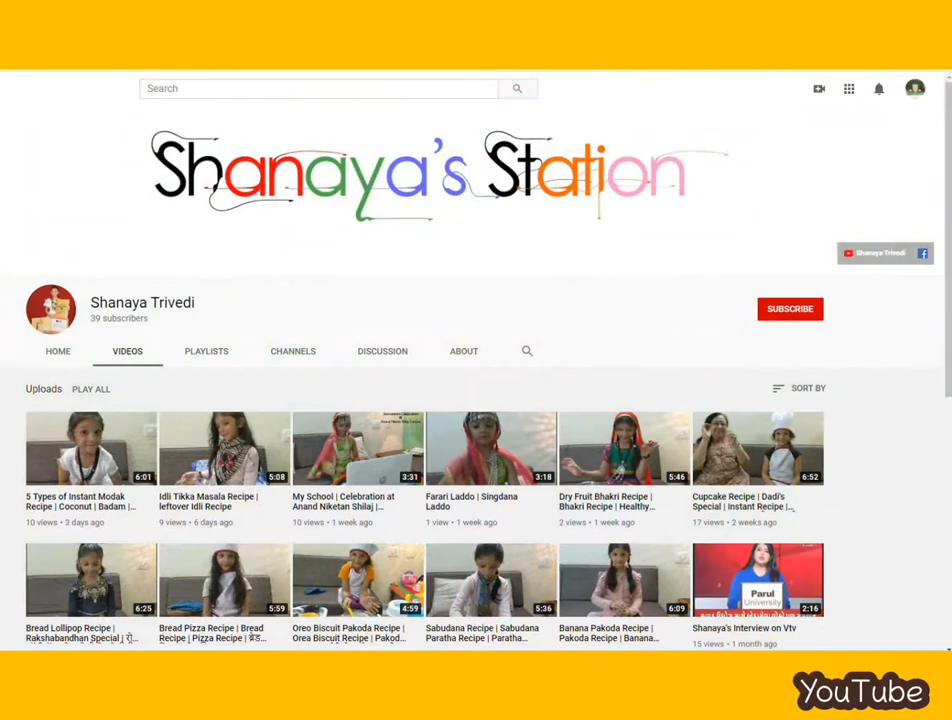 Search
Shanaya's Station
Shanaya Trivedi
Shanaya Trivedi
39 subscribers
SUBSCRIBE
HOME VIDEOS PLAYLISTS CHANNELS DISCUSSION ABOUT
Uploads PLAY ALL
SORT BY
6:01
5:08
3:31
3:18
5:46
6:52
5 Types of Instant Modak
Recipe | Coconut | Badam |...
10 views • 3 days ago
Idli Tikka Masala Recipe |
leftover Idli Recipe
9 views • 6 days ago
My School | Celebration at
Anand Niketan Shilaj |...
10 views • 1 week ago
Farari Laddo | Singdana
Laddo
1 view • 1 week ago
Dry Fruit Bhakri Recipe |
Bhakri Recipe | Healthy...
2 views • 1 week ago
Cupcake Recipe | Dadi's
Special | Instant Recipe |...
17 views • 2 weeks ago
6:25
5:59
4:59
5:36
6:09
Parul
University
2:16
Bread Lollipop Recipe |
Rakshabandhan Special | रो...
Bread Pizza Recipe | Bread
Recipe | Pizza Recipe | ब्रेड...
Oreo Biscuit Pakoda Recipe |
Oreo Biscuit Recipe | Pakod...
Sabudana Recipe | Sabudana
Paratha Recipe | Paratha...
Banana Pakoda Recipe |
Pakoda Recipe | Banana...
Shanaya's Interview on Vtv
15 views • 1 month ago
YouTube